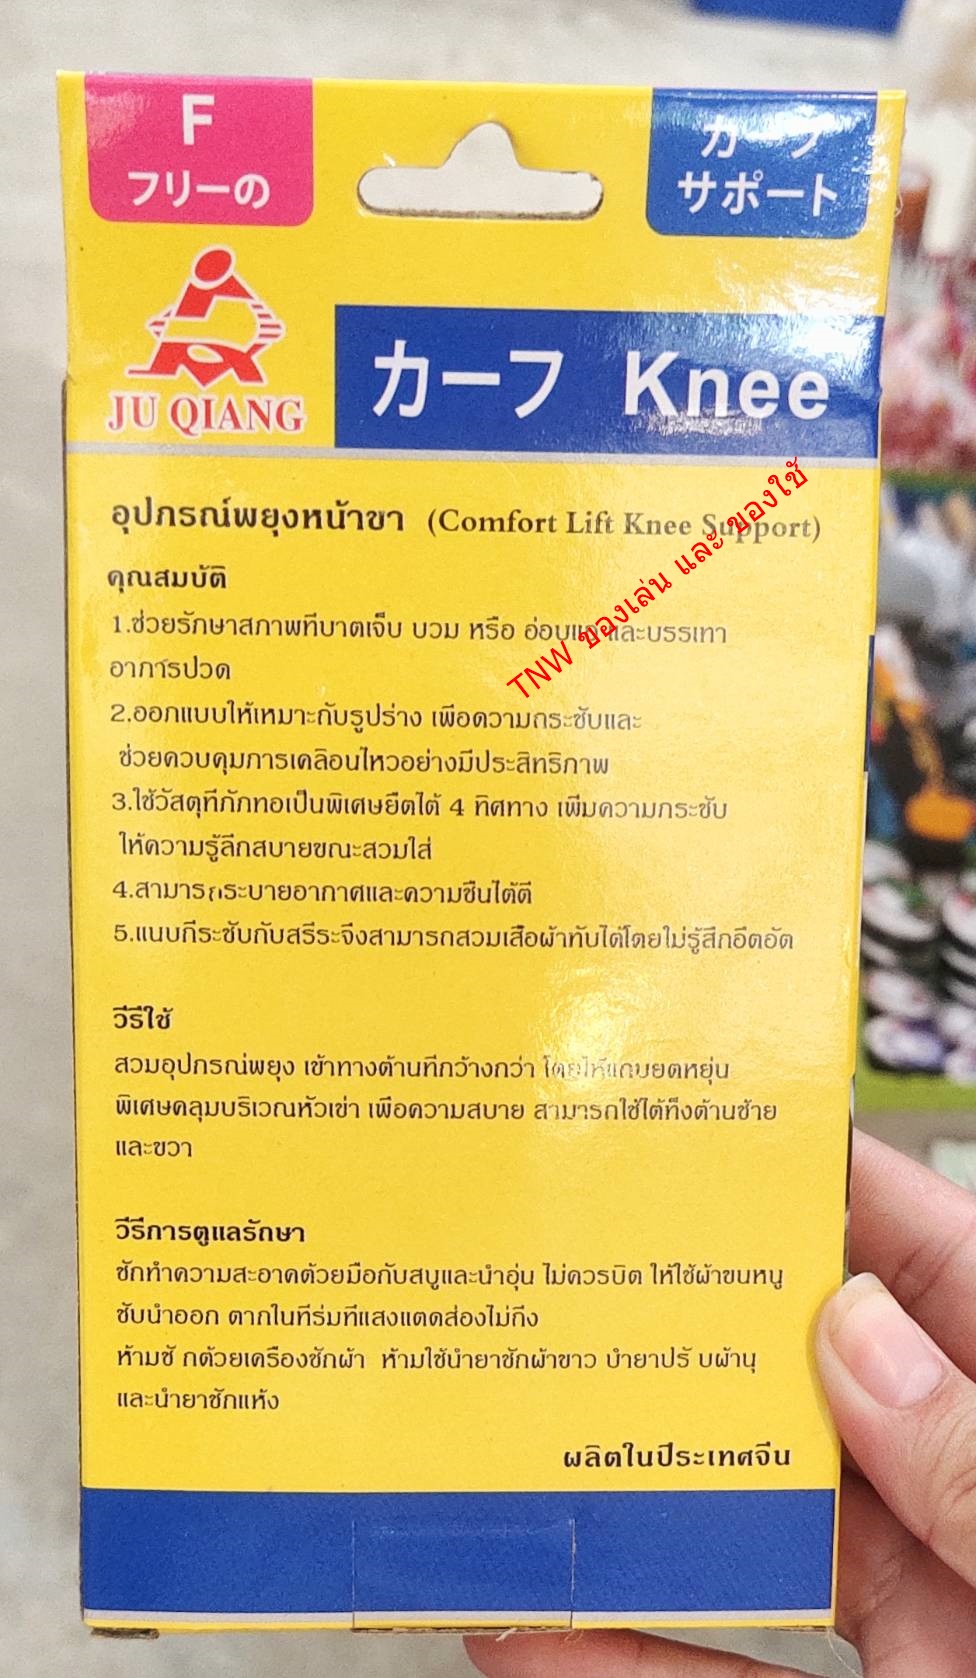 F
フリーの
カーフ
サポート
JU QIANG
カーフ Knee
อุปกรณ์พยุงหน้าขา (Comfort Lift Knee Support)
คุณสมบัติ
1.ช่วยรักษาสภาพที่บาดเจ็บ บวม หรือ อ่อนแอ และบรรเทา
อาการปวด
2.ออกแบบให้เหมาะกับรูปร่าง เพื่อความกระชับและ
ช่วยควบคุมการเคลื่อนไหวอย่างมีประสิทธิภาพ
3.ใช้วัสดุที่ถักทอเป็นพิเศษยืดได้ 4 ทิศทาง เพิ่มความกระชับ
ให้ความรู้สึกสบายขณะสวมใส่
4.สามารถระบายอากาศและความชื้นได้ดี
5.แนบกระชับกับสรีระจึงสามารถสวมเสื้อผ้าทับได้โดยไม่รู้สึกอึดอัด
วิธีใช้
สวมอุปกรณ์พยุง เข้าทางด้านที่กว้างกว่า โดยให้แถบยืดหยุ่น
พิเศษคลุมบริเวณหัวเข่า เพื่อความสบาย สามารถใช้ได้ทั้งด้านซ้าย
และขวา
วิธีการดูแลรักษา
ซักทำความสะอาดด้วยมือกับสบู่และน้ำอุ่น ไม่ควรบิด ให้ใช้ผ้าขนหนู
ซับน้ำออก ตากในที่ร่มที่แสงแดดส่องไม่ถึง
ห้ามซั กด้วยเครื่องซักผ้า ห้ามใช้น้ำยาซักผ้าขาว น้ำยาปรั บผ้านุ่
และน้ำยาซักแห้ง
ผลิตในประเทศจีน
TNW ของเล่น และ ของใช้